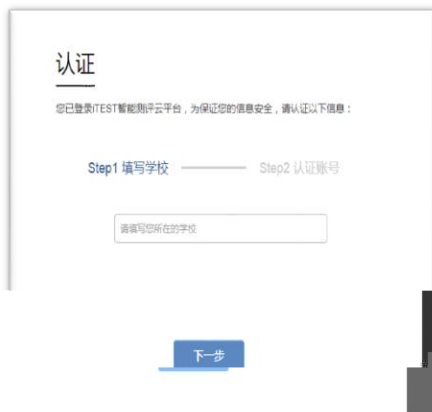 认证
您已登录iTEST智能测评云平台，为保证您的信息安全，请认证以下信息：
Step1 填写学校 Step2 认证账号
请填写您所在的学校
下一步